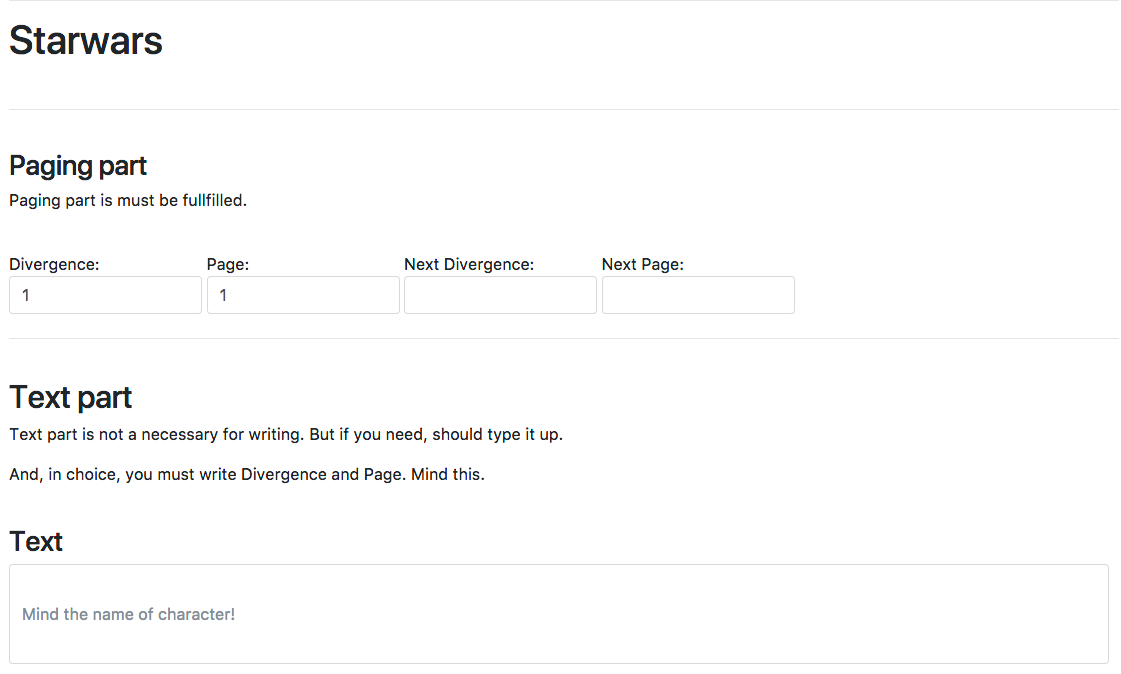 Starwars
Paging part
Paging part is must be fullfilled.
Divergence: Page: Next Divergence: Next Page:
1 1
Text part
Text part is not a necessary for writing. But if you need, should type it up.
And, in choice, you must write Divergence and Page. Mind this.
Text
Mind the name of character!